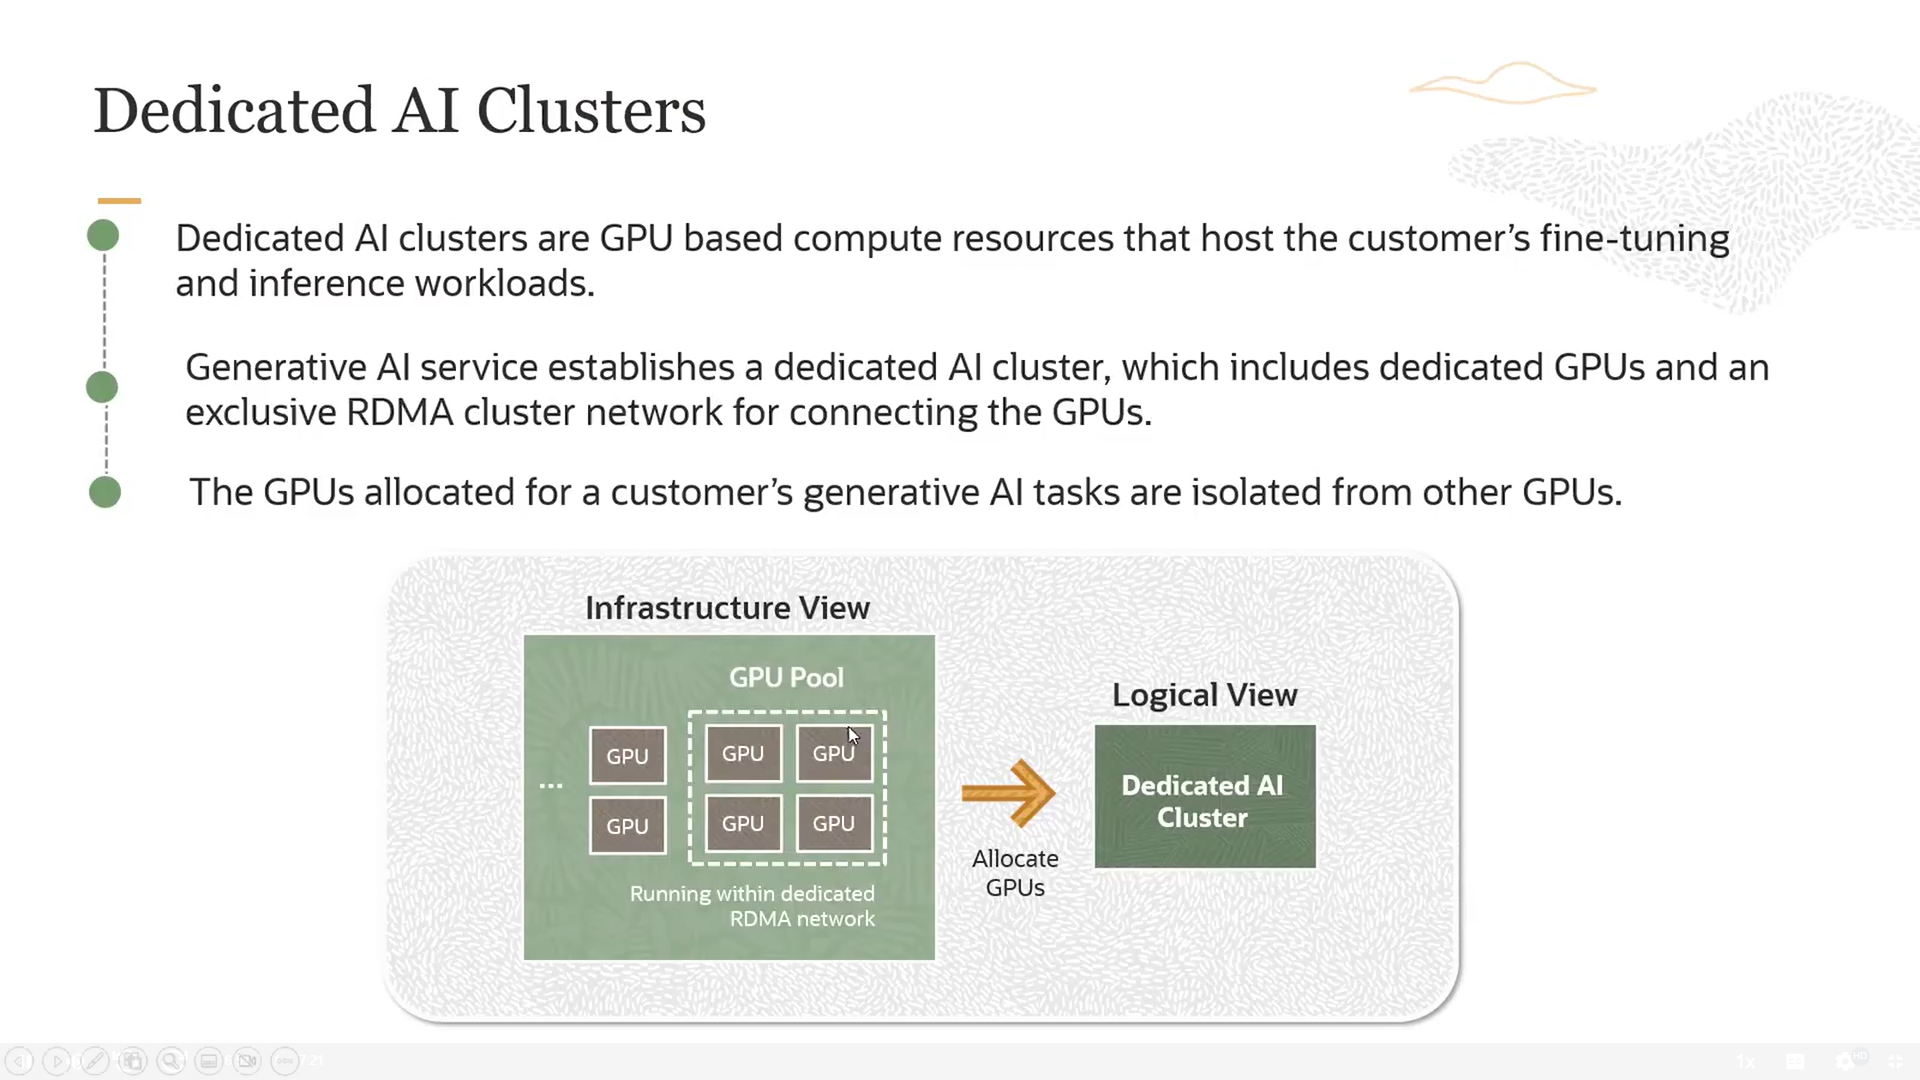 Dedicated AI Clusters
Dedicated AI clusters are GPU based compute resources that host the customer’s fine-tuning
and inference workloads.
Generative AI service establishes a dedicated AI cluster, which includes dedicated GPUs and an
exclusive RDMA cluster network for connecting the GPUs.
The GPUs allocated for a customer’s generative AI tasks are isolated from other GPUs.
Infrastructure View
GPU Pool
GPU GPU GPU
...
GPU GPU GPU
Running within dedicated
RDMA network
Allocate
GPUs
Logical View
Dedicated AI
Cluster
1x
HD